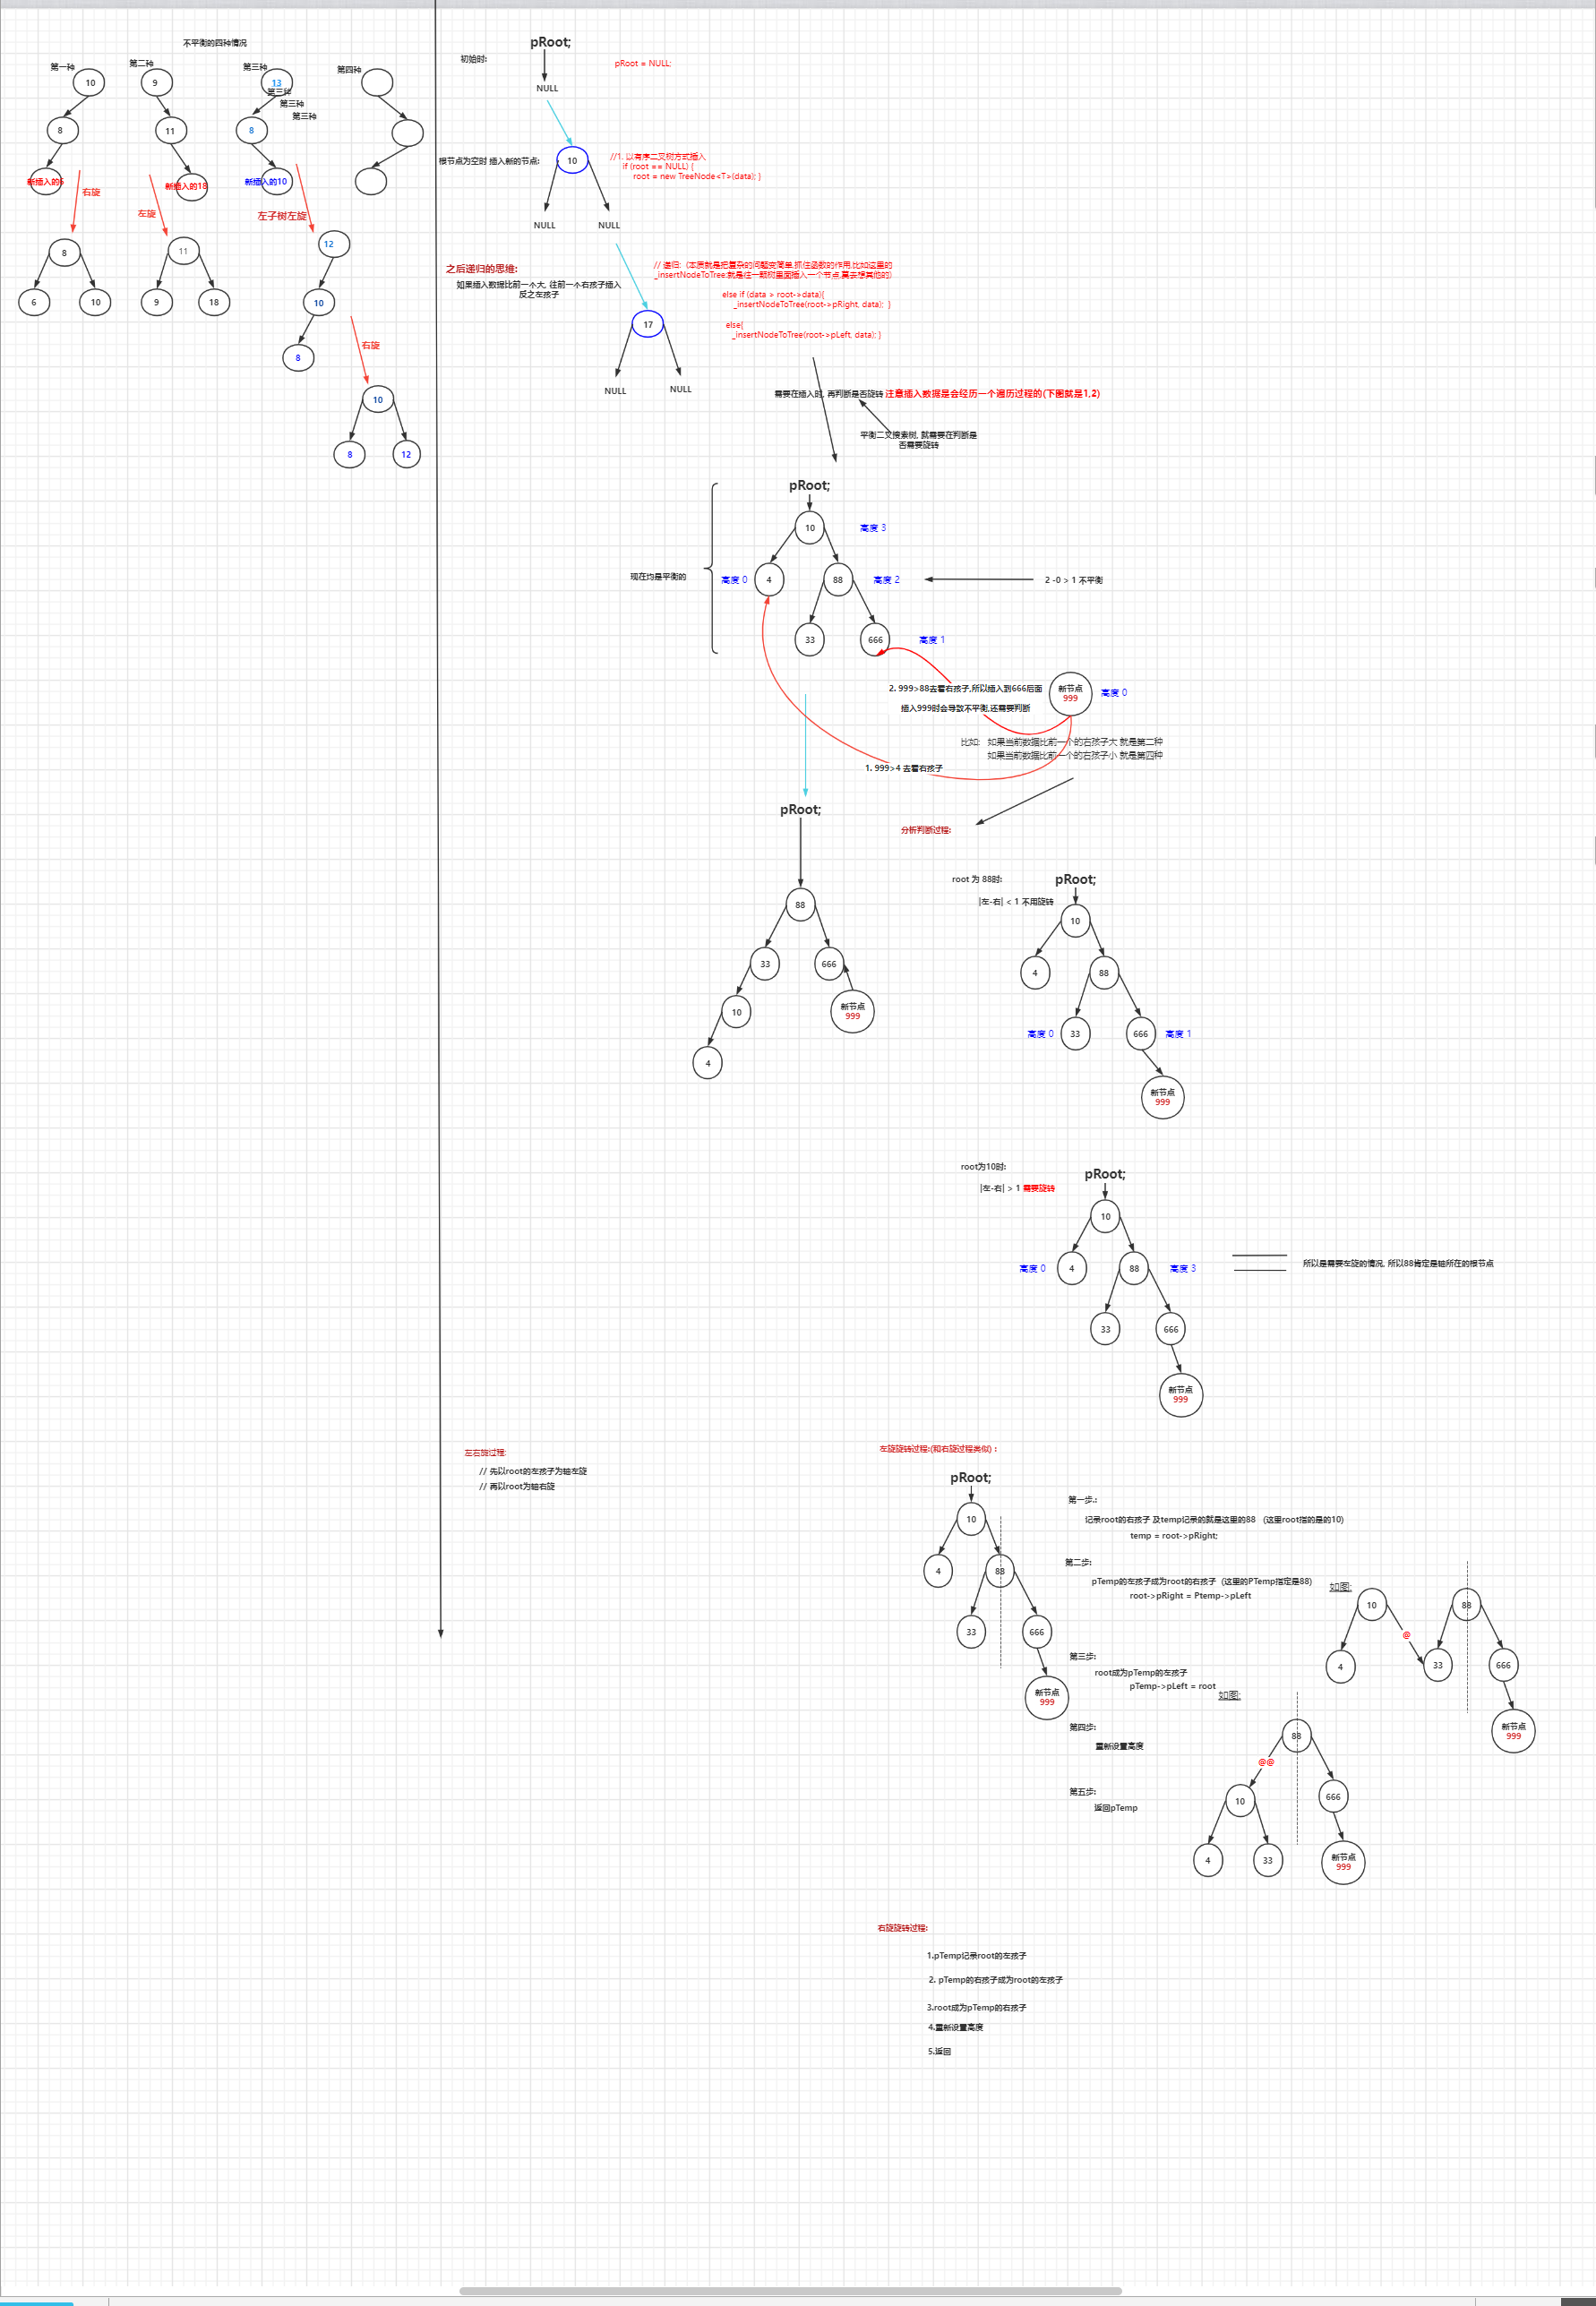 不平衡的四种情况
第一种
10
8
新插入的6
右旋
8
6
10
第二种
9
11
新插入的18
左旋
11
9
18
第三种
13
第三种
第三种
第三种
8
新插入的10
左子树左旋
12
10
8
右旋
10
8
12
第四种
初始时:
pRoot;
pRoot = NULL;
NULL
根节点为空时 插入新的节点:
10
//1. 以有序二叉树方式插入
if (root == NULL) {
root = new TreeNode<T>(data); }
NULL
NULL
之后递归的思维:
如果插入数据比前一个大, 往前一个右孩子插入
反之左孩子
// 递归: (本质就是把复杂的问题变简单.抓住函数的作用.比如这里的
_insertNodeToTree:就是往一颗树里面插入一个节点,莫去想其他的)
else if (data > root->data){
_insertNodeToTree(root->pRight, data); }
else{
_insertNodeToTree(root->pLeft, data); }
17
NULL
NULL
需要在插入时, 再判断是否旋转 注意插入数据是会经历一个遍历过程的(下图就是1,2)
平衡二叉搜索树, 就需要在判断是
否需要旋转
pRoot;
10
高度 3
现在均是平衡的
高度 0
4
88
高度 2
2 -0 > 1 不平衡
33
666
高度 1
2. 999>88去看右孩子,所以插入到666后面
新节点
999
高度 0
插入999时会导致不平衡,还需要判断
比如: 如果当前数据比前一个的右孩子大 就是第二种
如果当前数据比前一个的右孩子小 就是第四种
1. 999>4 去看右孩子
pRoot;
88
33
666
10
新节点
999
4
分析判断过程:
root 为 88时:
pRoot;
|左-右| < 1 不用旋转
10
4
88
高度 0
33
666
高度 1
新节点
999
root为10时:
pRoot;
|左-右| > 1 需要旋转
10
高度 0
4
88
高度 3
所以是需要左旋的情况, 所以88肯定是轴所在的根节点
33
666
新节点
999
左右旋过程:
// 先以root的左孩子为轴左旋
// 再以root为轴右旋
左旋旋转过程:(和右旋过程类似) :
pRoot;
10
4
88
33
666
新节点
999
第一步.:
记录root的右孩子 及temp记录的就是这里的88 (这里root指的是的10)
temp = root->pRight;
第二步:
pTemp的左孩子成为root的右孩子 (这里的PTemp指定是88)
root->pRight = Ptemp->pLeft
如图:
10
88
@
4
33
666
新节点
999
第三步:
root成为pTemp的左孩子
pTemp->pLeft = root
如图:
88
@@
10
666
4
33
新节点
999
第四步:
重新设置高度
第五步:
返回pTemp
右旋旋转过程:
1.pTemp记录root的左孩子
2. pTemp的右孩子成为root的左孩子
3.root成为pTemp的右孩子
4.重新设置高度
5.返回